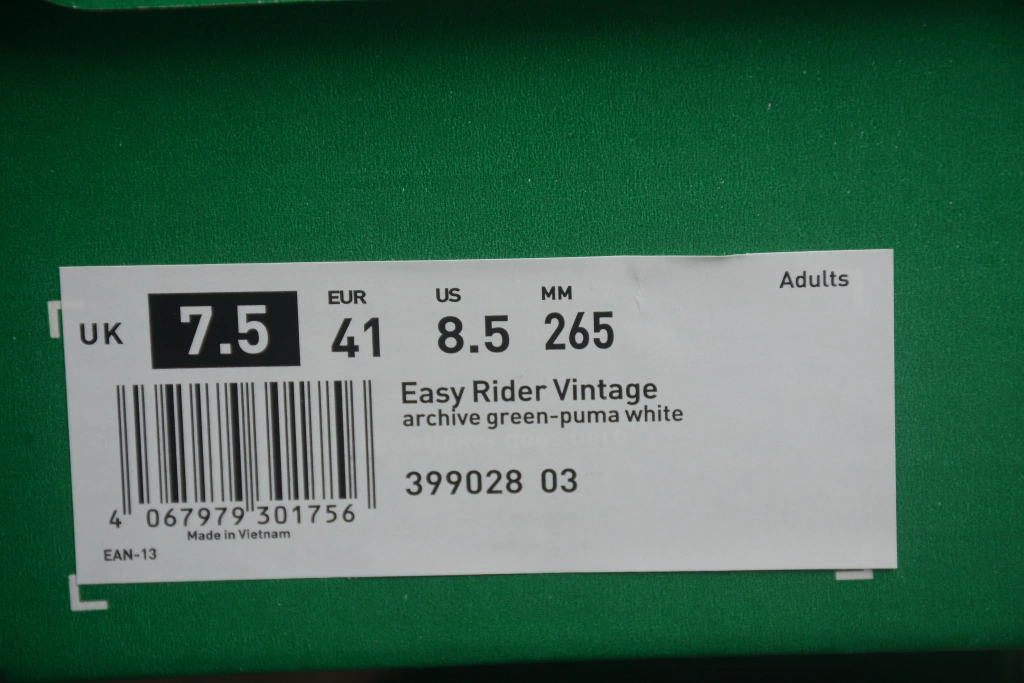 Adults
EUR US MM
UK 7.5 41 8.5 265
Easy Rider Vintage
archive green-puma white
399028 03
4 067979 301756
Made in Vietnam
EAN-13